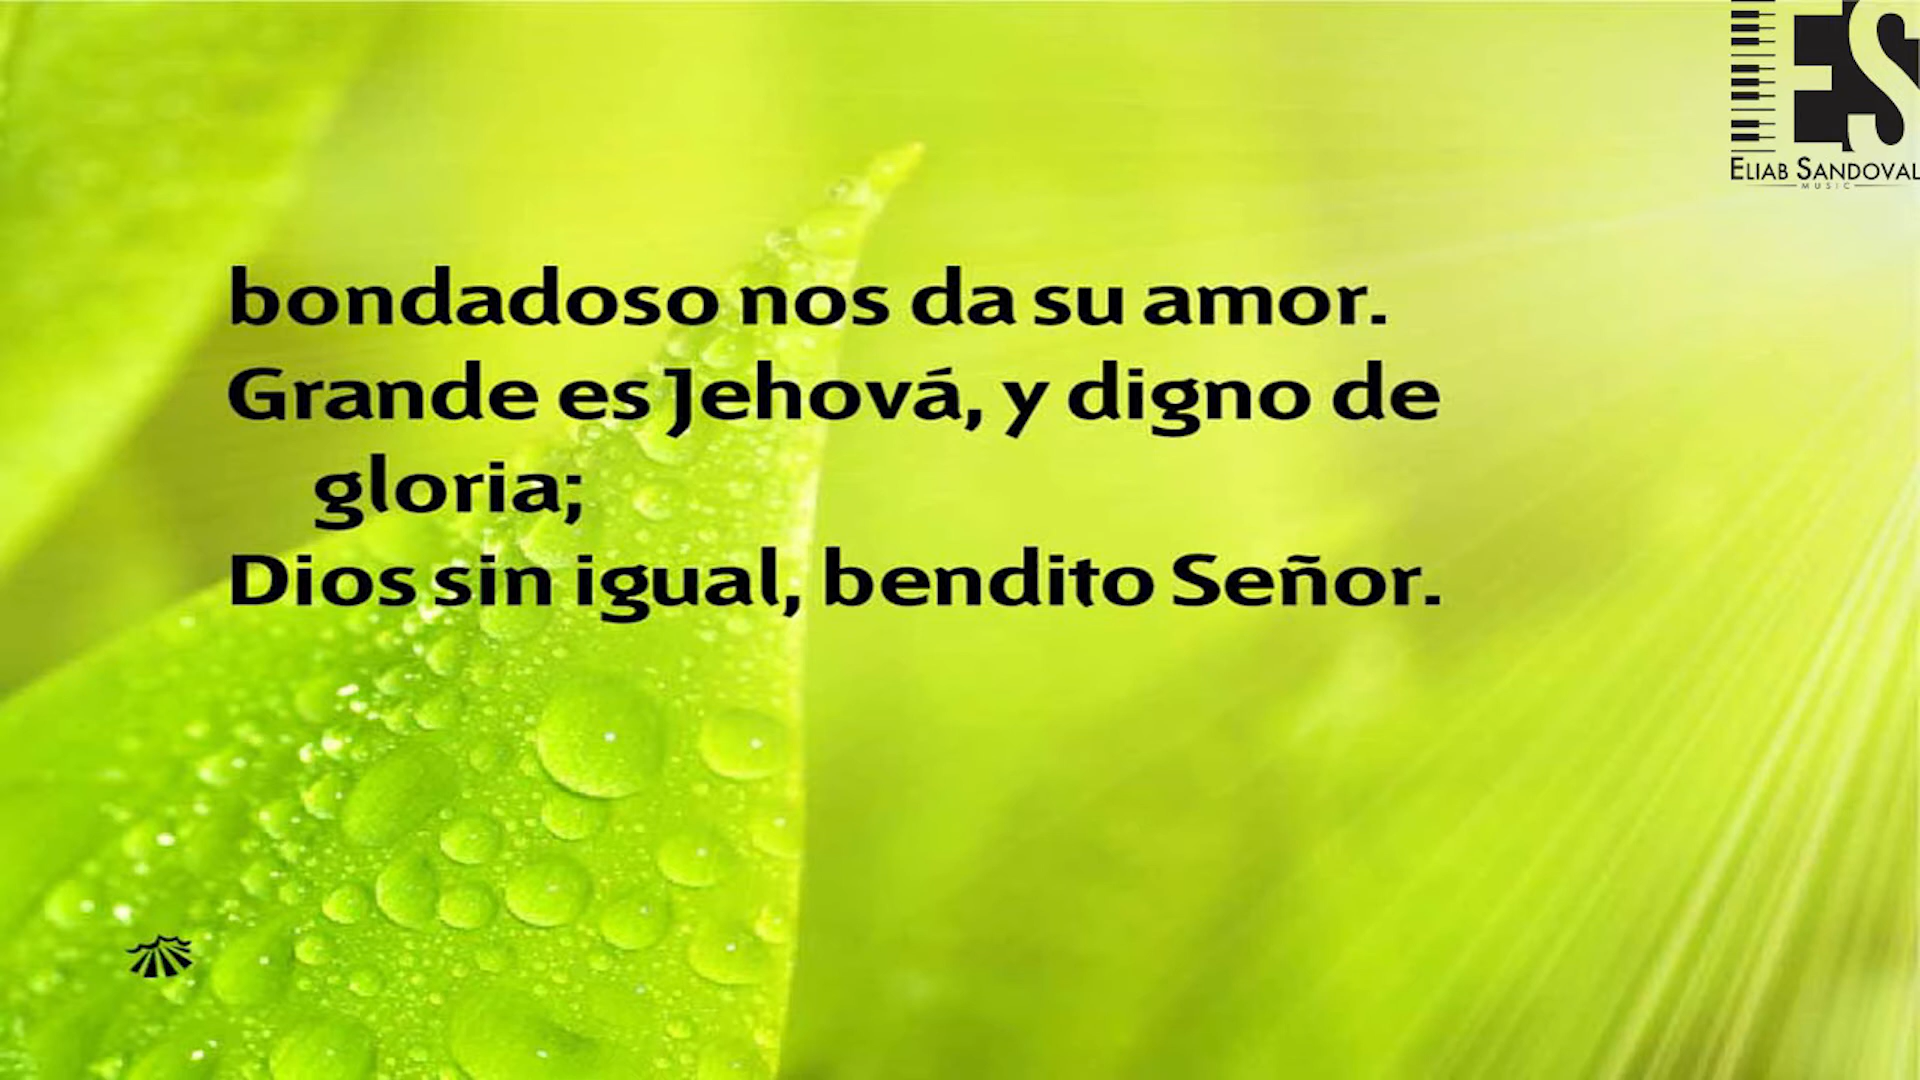 ES
ELIAB SANDOVAL
MUSIC
bondadoso nos da su amor.
Grande es Jehová, y digno de
gloria;
Dios sin igual, bendito Señor.